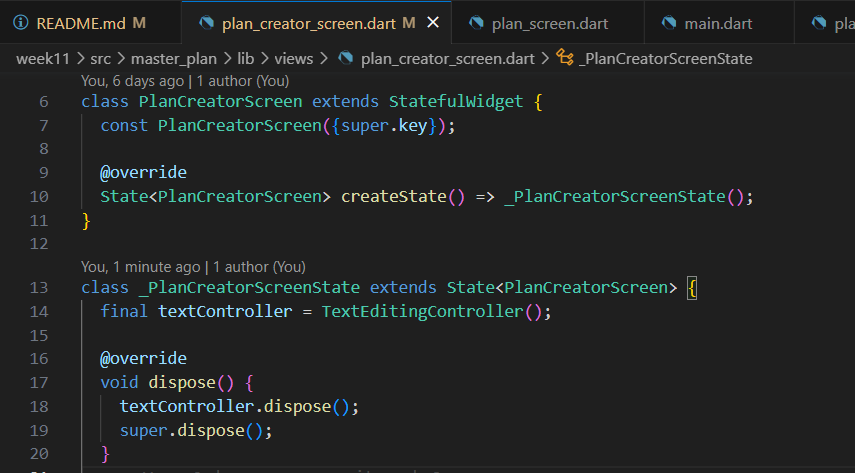 README.md M plan_creator_screen.dart M plan_screen.dart main.dart pla
week11 > src > master_plan > lib > views > plan_creator_screen.dart > _PlanCreatorScreenState
You, 6 days ago | 1 author (You)
6 class PlanCreatorScreen extends StatefulWidget {
7 const PlanCreatorScreen({super.key});
8
9 @override
10 State<PlanCreatorScreen> createState() => _PlanCreatorScreenState();
11 }
12
You, 1 minute ago | 1 author (You)
13 class _PlanCreatorScreenState extends State<PlanCreatorScreen> {
14 final textController = TextEditingController();
15
16 @override
17 void dispose() {
18 textController.dispose();
19 super.dispose();
20 }